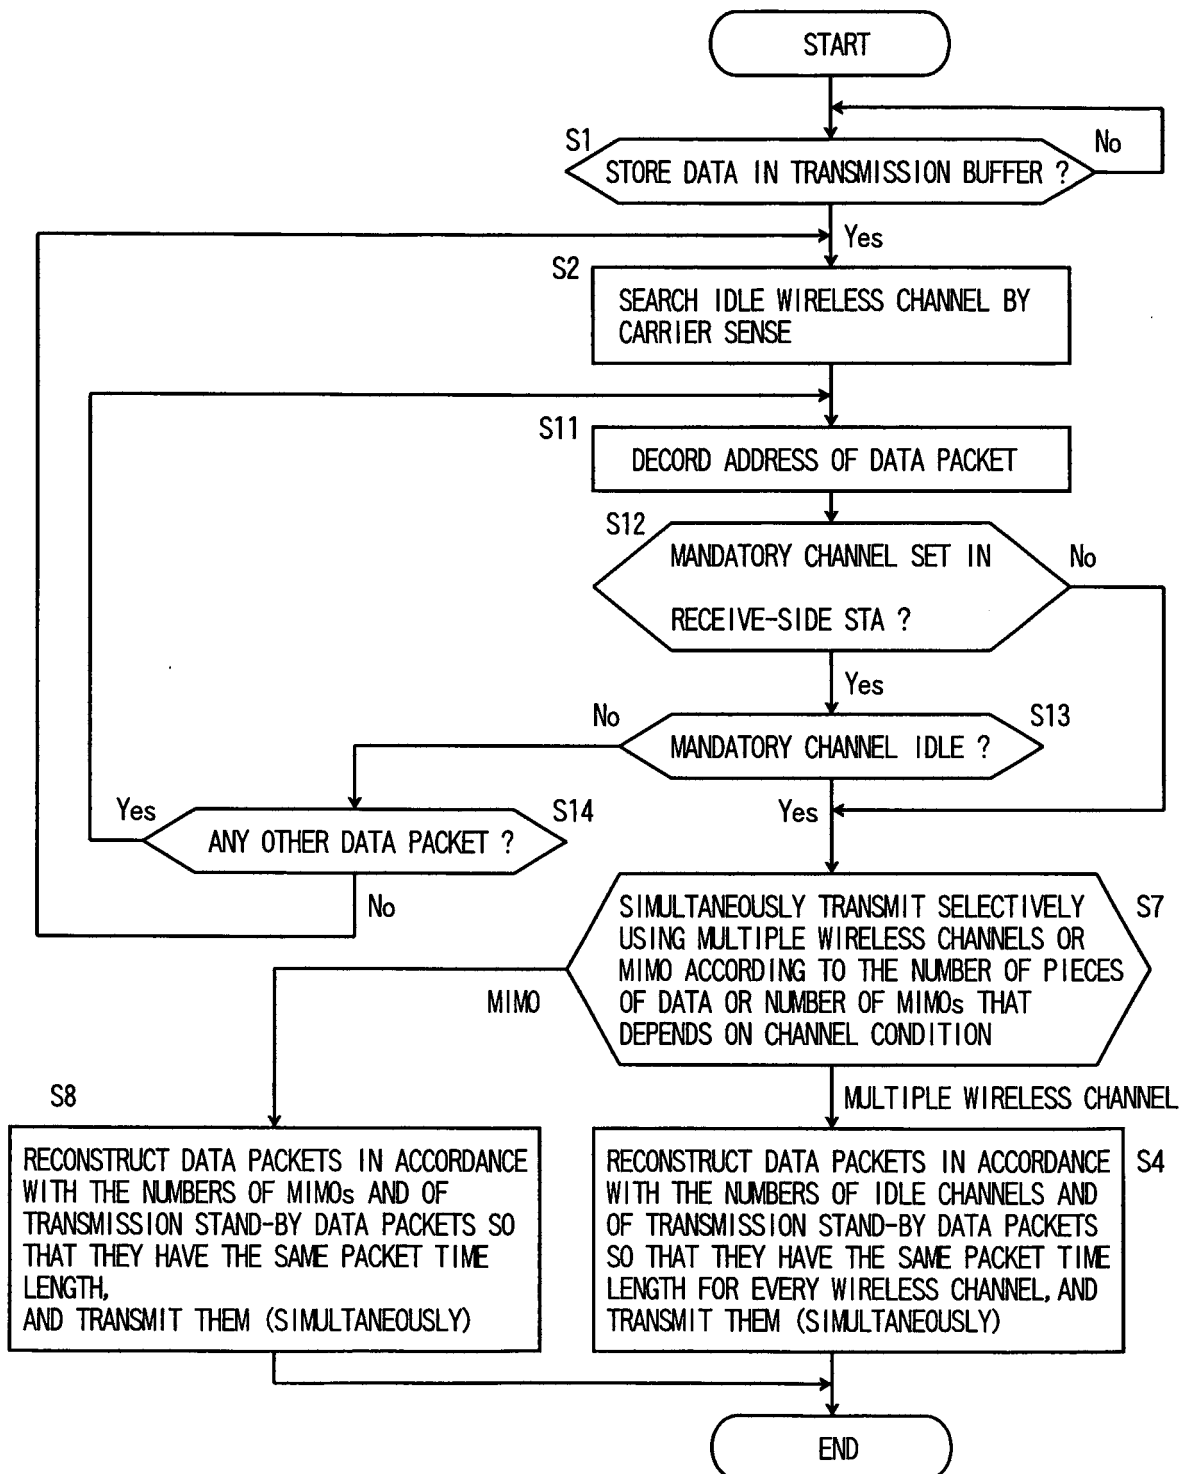 START
S1
No
STORE DATA IN TRANSMISSION BUFFER ?
Yes
S2
SEARCH IDLE WIRELESS CHANNEL BY
CARRIER SENSE
S11
DECORD ADDRESS OF DATA PACKET
S12
MANDATORY CHANNEL SET IN
No
RECEIVE-SIDE STA ?
Yes
No
S13
MANDATORY CHANNEL IDLE ?
Yes
S14
Yes
ANY OTHER DATA PACKET ?
No
SIMULTANEOUSLY TRANSMIT SELECTIVELY
S7
USING MULTIPLE WIRELESS CHANNELS OR
MIMO ACCORDING TO THE NUMBER OF PIECES
OF DATA OR NUMBER OF MIMOs THAT
DEPENDS ON CHANNEL CONDITION
MIMO
MULTIPLE WIRELESS CHANNEL
S8
RECONSTRUCT DATA PACKETS IN ACCORDANCE
WITH THE NUMBERS OF MIMOs AND OF
TRANSMISSION STAND-BY DATA PACKETS SO
THAT THEY HAVE THE SAME PACKET TIME
LENGTH,
AND TRANSMIT THEM (SIMULTANEOUSLY)
RECONSTRUCT DATA PACKETS IN ACCORDANCE
S4
WITH THE NUMBERS OF IDLE CHANNELS AND
OF TRANSMISSION STAND-BY DATA PACKETS
SO THAT THEY HAVE THE SAME PACKET TIME
LENGTH FOR EVERY WIRELESS CHANNEL, AND
TRANSMIT THEM (SIMULTANEOUSLY)
END